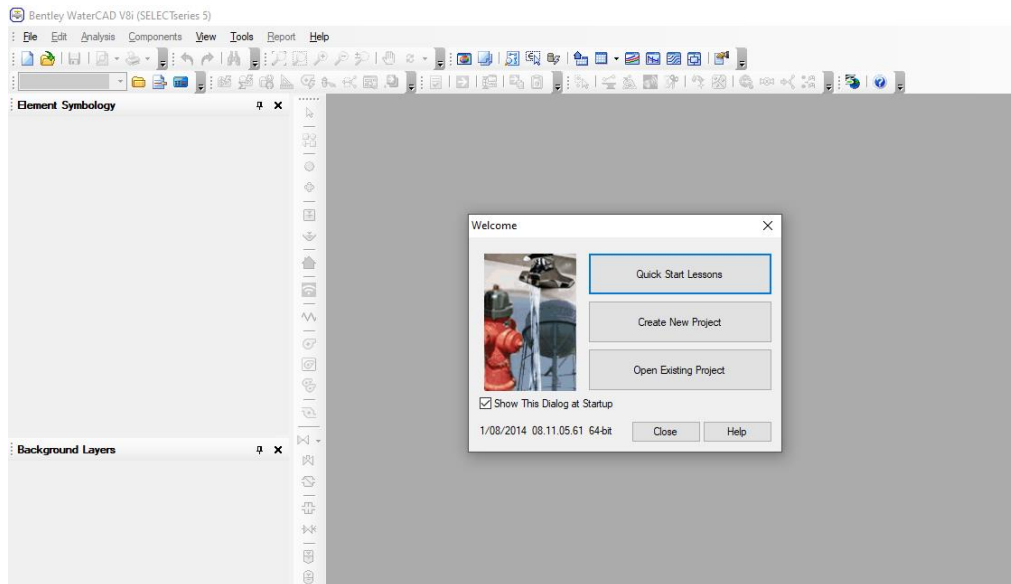 Bentley WaterCAD V8i (SELECTseries 5)
File Edit Analysis Components View Tools Report Help
Element Symbology
Welcome
Quick Start Lessons
Create New Project
Open Existing Project
Show This Dialog at Startup
1/08/2014 08.11.05.61 64-bit Close Help
Background Layers